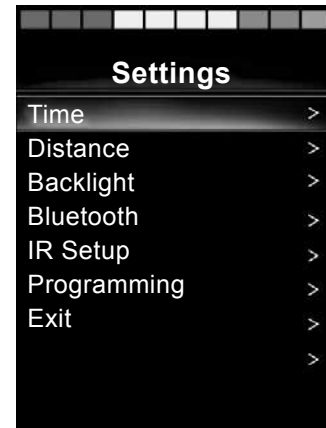 Settings
Time >
Distance >
Backlight >
Bluetooth >
IR Setup >
Programming >
Exit >
>